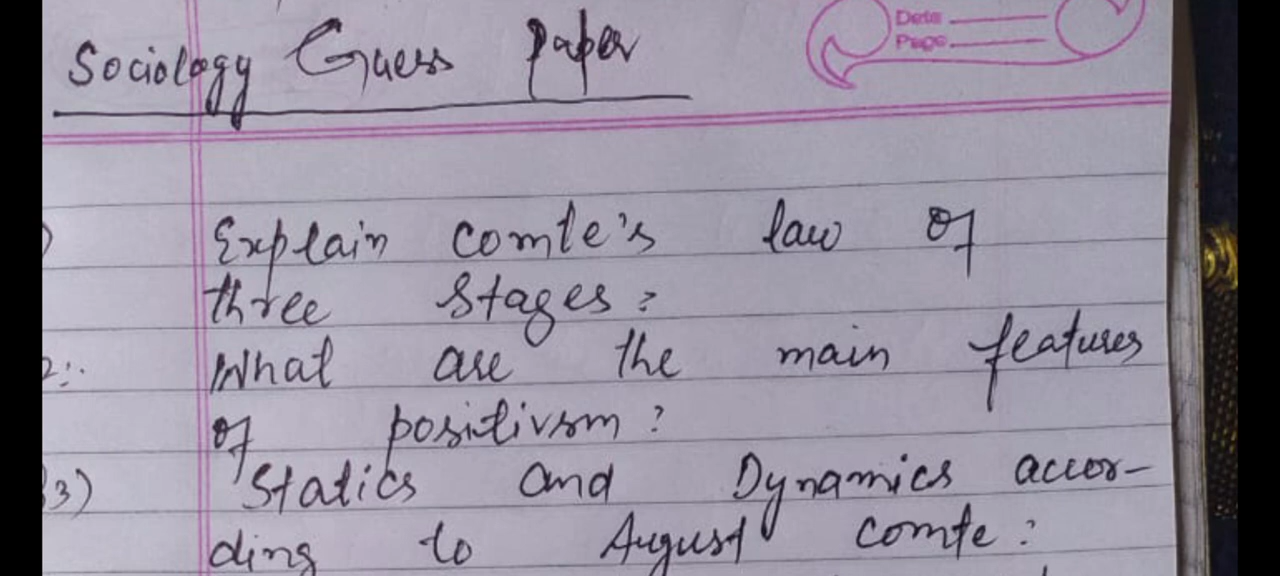 Sociology Guess Paper
Date
Page
) Explain comte's law of
three stages:
2:. What are the main features
of positivsm?
3) Statics and Dynamics accor-
ding to August comte: